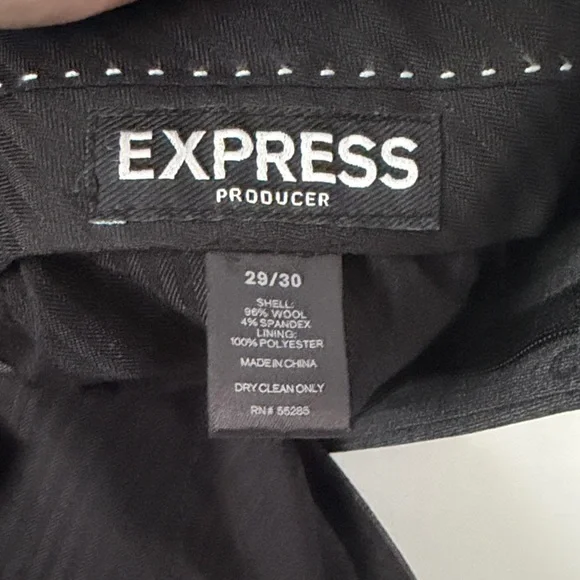 EXPRESS
PRODUCER
29/30
SHELL:
96% WOOL
4% SPANDEX
LINING:
100% POLYESTER
MADE IN CHINA
DRY CLEAN ONLY
RN# 55285